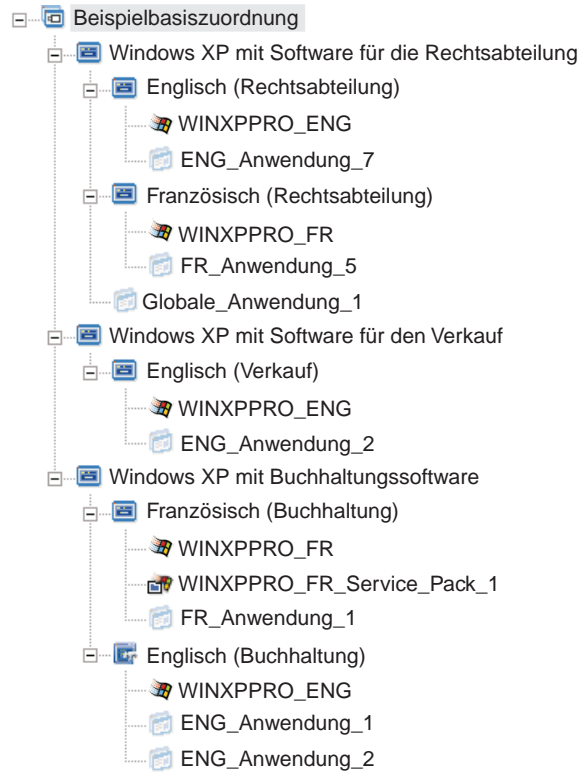 Beispielbasiszuordnung
Windows XP mit Software für die Rechtsabteilung
Englisch (Rechtsabteilung)
WINXPPRO_ENG
ENG_Anwendung_7
Französisch (Rechtsabteilung)
WINXPPRO_FR
FR_Anwendung_5
Globale_Anwendung_1
Windows XP mit Software für den Verkauf
Englisch (Verkauf)
WINXPPRO_ENG
ENG_Anwendung_2
Windows XP mit Buchhaltungssoftware
Französisch (Buchhaltung)
WINXPPRO_FR
WINXPPRO_FR_Service_Pack_1
FR_Anwendung_1
Englisch (Buchhaltung)
WINXPPRO_ENG
ENG_Anwendung_1
ENG_Anwendung_2